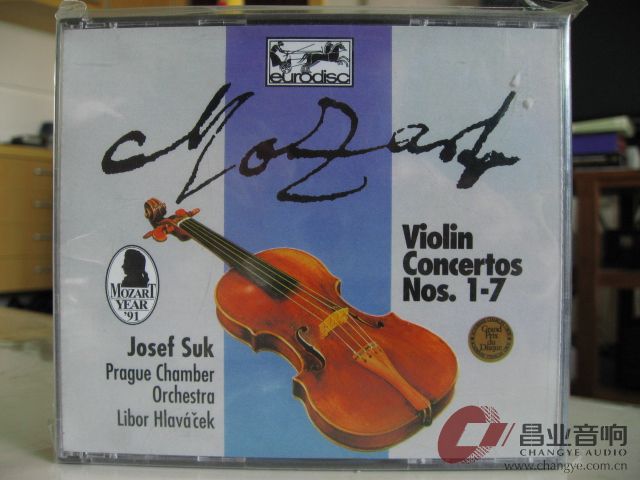 eurodisc
Mozart
Violin
Concertos
Nos. 1-7
MOZART
YEAR
'91
Grand
Prix
du
Disque
Josef Suk
Prague Chamber
Orchestra
Libor Hlaváček
昌业音响
CHANGYE AUDIO
www.changye.com.cn